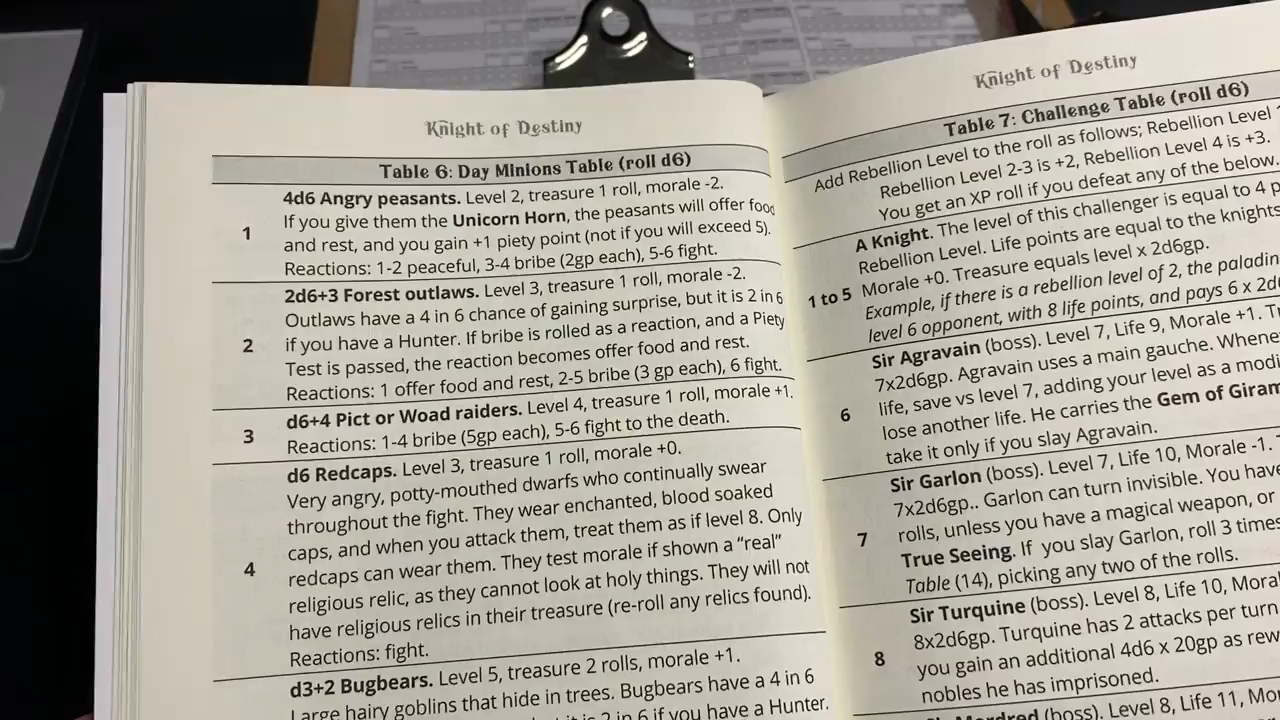 Knight of Destiny
Table 6: Day Minions Table (roll d6)
1
4d6 Angry peasants. Level 2, treasure 1 roll, morale -2.
If you give them the Unicorn Horn, the peasants will offer food
and rest, and you gain +1 piety point (not if you will exceed 5).
Reactions: 1-2 peaceful, 3-4 bribe (2gp each), 5-6 fight.
2
2d6+3 Forest outlaws. Level 3, treasure 1 roll, morale -2.
Outlaws have a 4 in 6 chance of gaining surprise, but it is 2 in 6
if you have a Hunter. If bribe is rolled as a reaction, and a Piety
Test is passed, the reaction becomes offer food and rest.
Reactions: 1 offer food and rest, 2-5 bribe (3 gp each), 6 fight.
3
d6+4 Pict or Woad raiders. Level 4, treasure 1 roll, morale +1.
Reactions: 1-4 bribe (5gp each), 5-6 fight to the death.
4
d6 Redcaps. Level 3, treasure 1 roll, morale +0.
Very angry, potty-mouthed dwarfs who continually swear
throughout the fight. They wear enchanted, blood soaked
caps, and when you attack them, treat them as if level 8. Only
redcaps can wear them. They test morale if shown a “real”
religious relic, as they cannot look at holy things. They will not
have religious relics in their treasure (re-roll any relics found).
Reactions: fight.
d3+2 Bugbears. Level 5, treasure 2 rolls, morale +1.
Large hairy goblins that hide in trees. Bugbears have a 4 in 6
it is 2 in 6 if you have a Hunter.
Knight of Destiny
Table 7: Challenge Table (roll d6)
Add Rebellion Level to the roll as follows; Rebellion Level
Rebellion Level 2-3 is +2, Rebellion Level 4 is +3.
You get an XP roll if you defeat any of the below.
1 to 5
A Knight. The level of this challenger is equal to 4
Rebellion Level. Life points are equal to the knights
Morale +0. Treasure equals level x 2d6gp.
Example, if there is a rebellion level of 2, the
level 6 opponent, with 8 life points, and pays 6 x
6
Sir Agravain (boss). Level 7, Life 9, Morale +1.
7x2d6gp. Agravain uses a main gauche.
life, save vs level 7, adding your level as a
lose another life. He carries the Gem of
take it only if you slay Agravain.
7
Sir Garlon (boss). Level 7, Life 10, Morale -1.
7x2d6gp.. Garlon can turn invisible. You have
rolls, unless you have a magical weapon, or
True Seeing. If you slay Garlon, roll 3 times
Table (14), picking any two of the rolls.
8
Sir Turquine (boss). Level 8, Life 10,
8x2d6gp. Turquine has 2 attacks per turn
you gain an additional 4d6 x 20gp as
nobles he has imprisoned.
Mordred (boss). Level 8, Life 11,